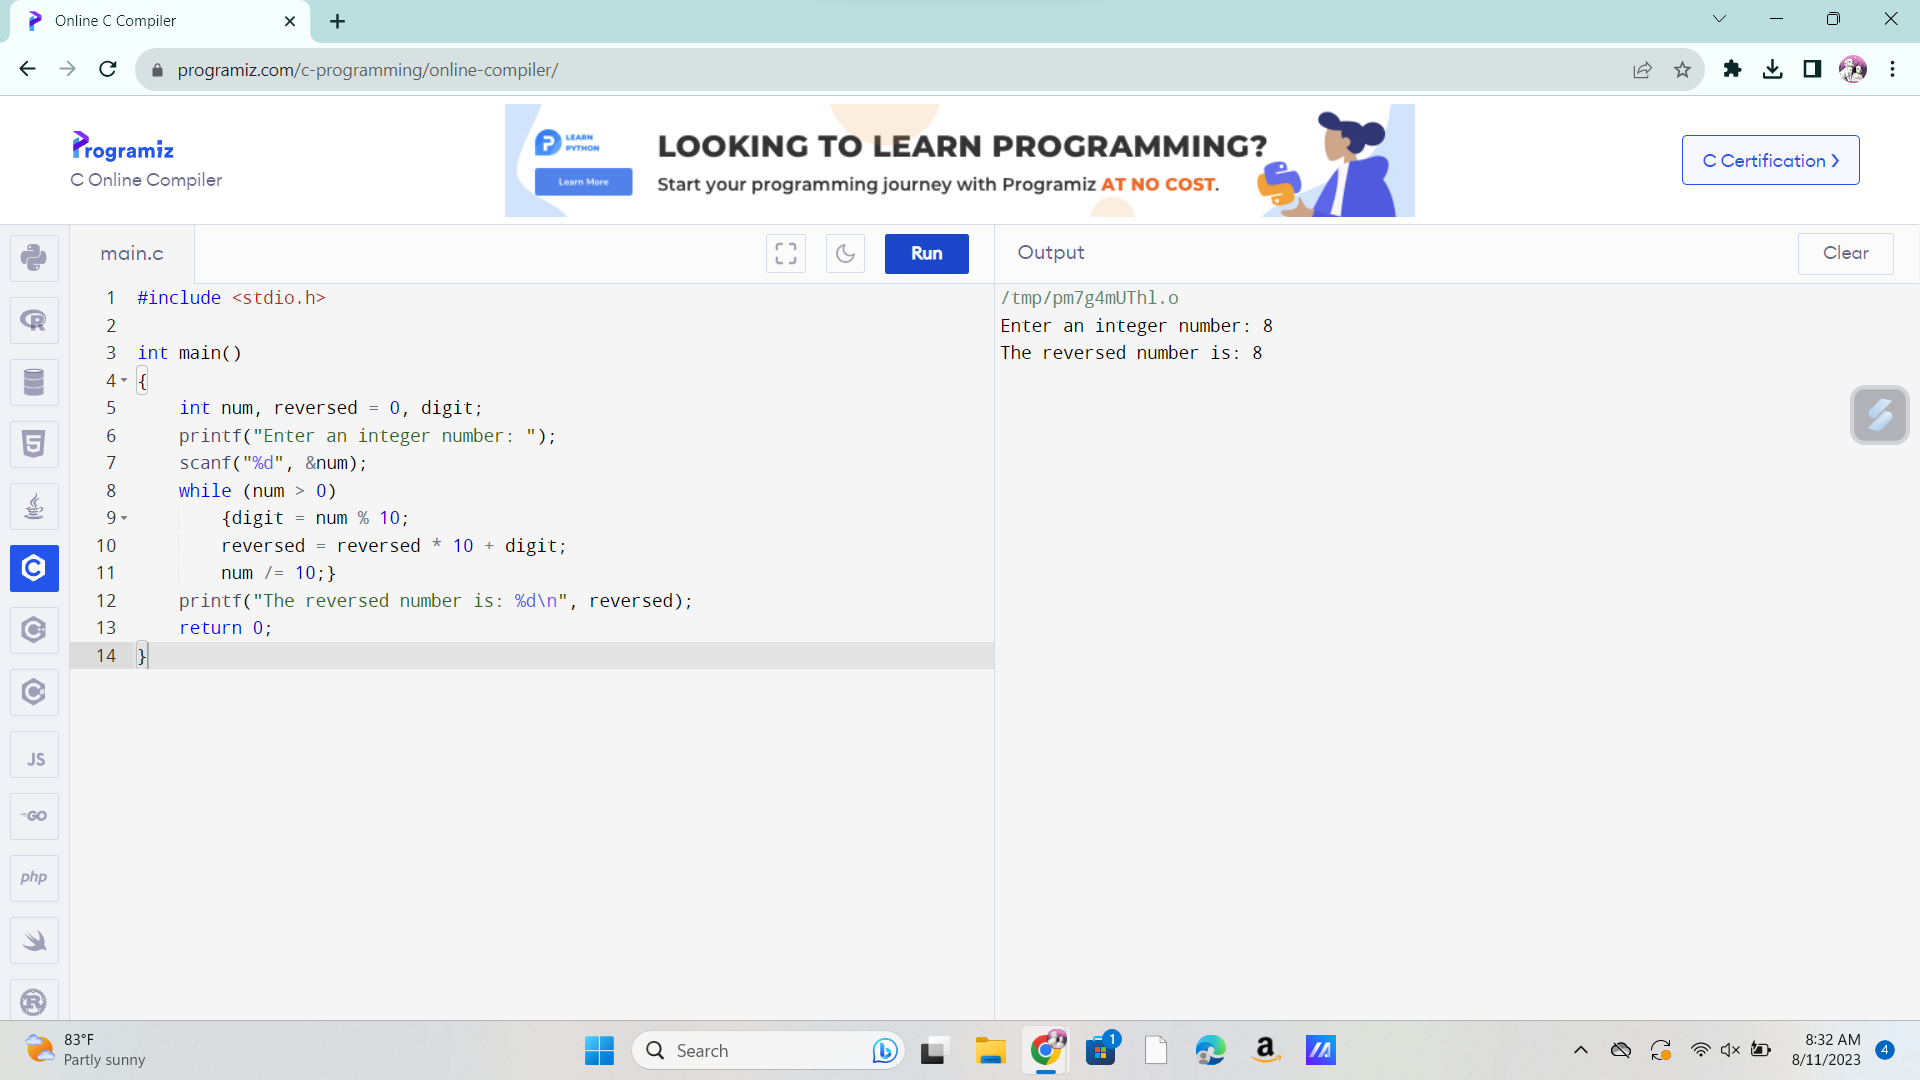 Online C Compiler
programiz.com/c-programming/online-compiler/
Programiz
C Online Compiler
LEARN
PYTHON
Learn More
LOOKING TO LEARN PROGRAMMING?
Start your programming journey with Programiz AT NO COST.
C Certification >
main.c
Run
Output
Clear
1 #include <stdio.h>
2
3 int main()
4 {
5 int num, reversed = 0, digit;
6 printf("Enter an integer number: ");
7 scanf("%d", &num);
8 while (num > 0)
9 {digit = num % 10;
10 reversed = reversed * 10 + digit;
11 num /= 10;}
12 printf("The reversed number is: %d\n", reversed);
13 return 0;
14 }
/tmp/pm7g4mUThl.o
Enter an integer number: 8
The reversed number is: 8
R
5
C
C
C
JS
GO
php
R
83°F
Partly sunny
Search
b
1
a
8:32 AM
8/11/2023
4